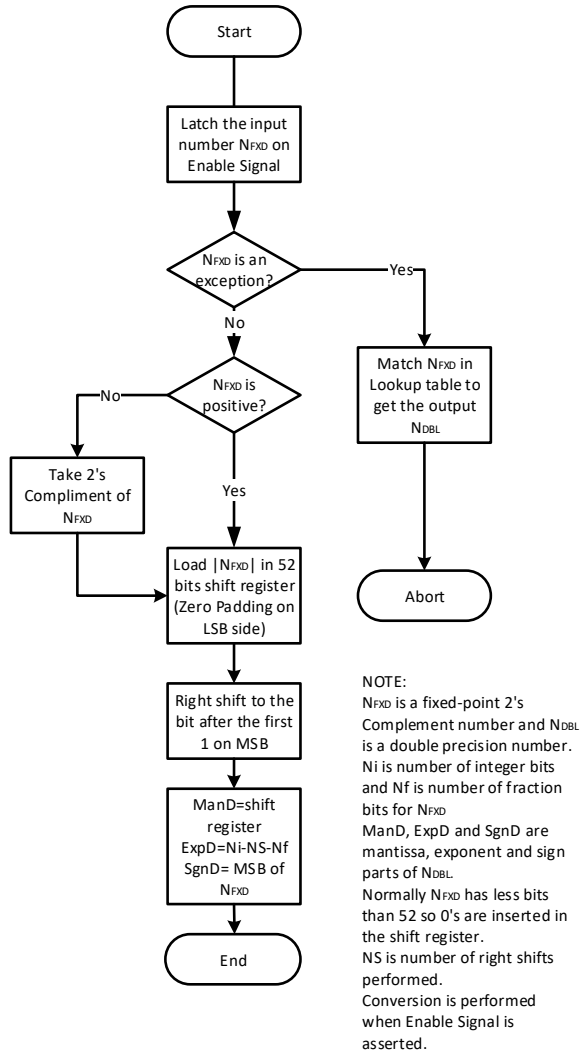 Start
Latch the input
number NFXD on
Enable Signal
NFXD is an
exception?
Yes
No
Match NFXD in
Lookup table to
get the output
NDBL
NFXD is
positive?
No
Take 2's
Compliment of
NFXD
Yes
Load |NFXD| in 52
bits shift register
(Zero Padding on
LSB side)
Abort
Right shift to the
bit after the first
1 on MSB
ManD=shift
register
ExpD=Ni-NS-Nf
SgnD= MSB of
NFXD
End
NOTE:
NFXD is a fixed-point 2's
Complement number and NDBL
is a double precision number.
Ni is number of integer bits
and Nf is number of fraction
bits for NFXD
ManD, ExpD and SgnD are
mantissa, exponent and sign
parts of NDBL.
Normally NFXD has less bits
than 52 so 0's are inserted in
the shift register.
NS is number of right shifts
performed.
Conversion is performed
when Enable Signal is
asserted.